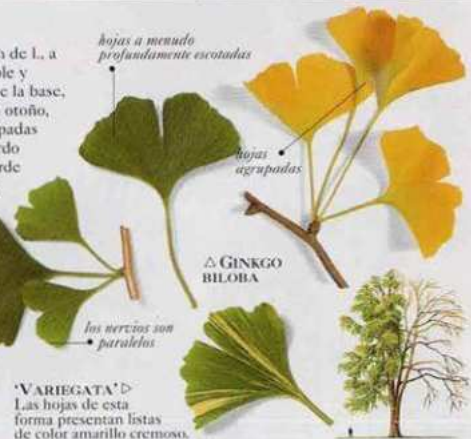 n de L, a
ble y
e la base,
otoño,
padas
rdo
rde
hojas a menudo
profundamente escotadas
hojas
agrupadas
△ GINKGO
BILOBA
los nervios son
paralelos
'VARIEGATA' ▷
Las hojas de esta
forma presentan listas
de color amarillo cremoso.